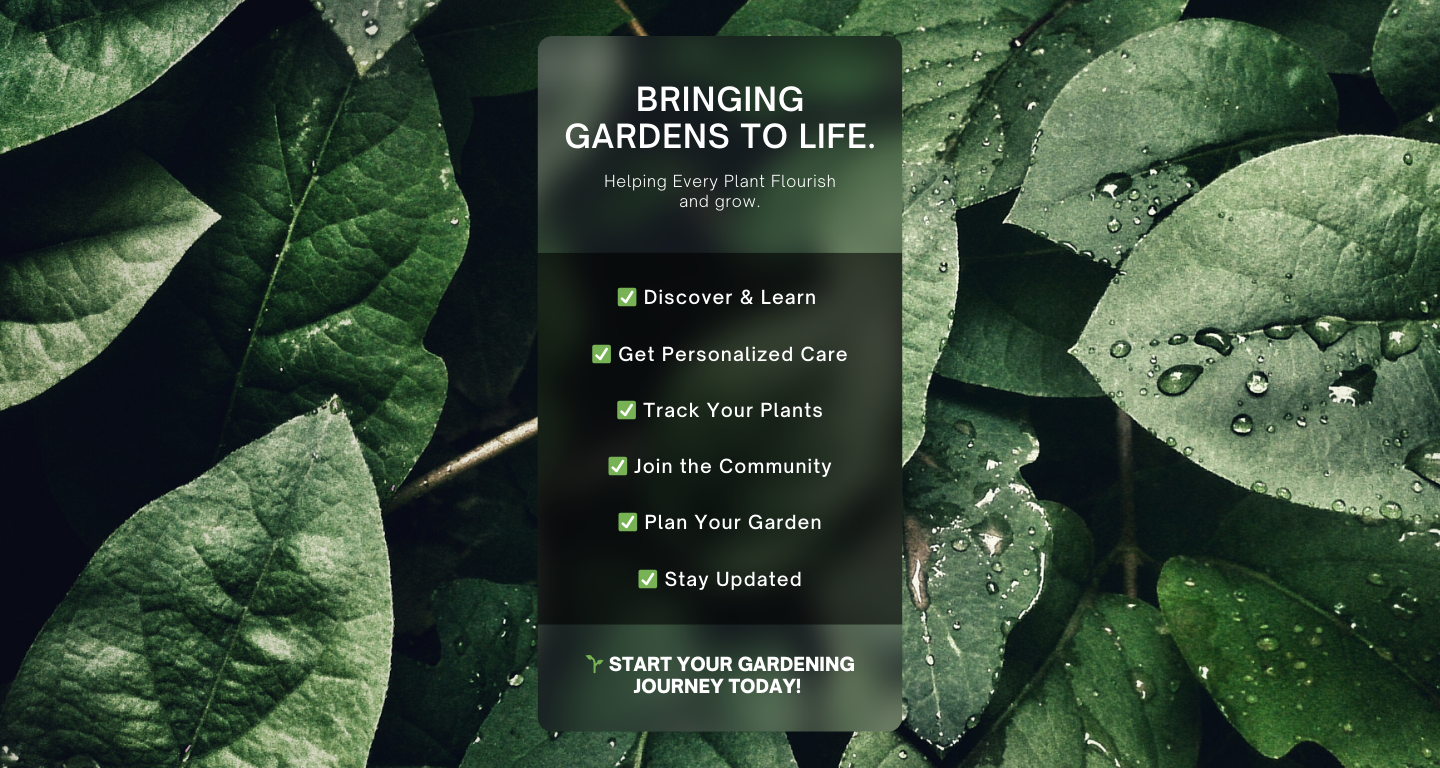 BRINGING
GARDENS TO LIFE.
Helping Every Plant Flourish
and grow.
✅ Discover & Learn
✅ Get Personalized Care
✅ Track Your Plants
✅ Join the Community
✅ Plan Your Garden
✅ Stay Updated
🌱 START YOUR GARDENING
JOURNEY TODAY!